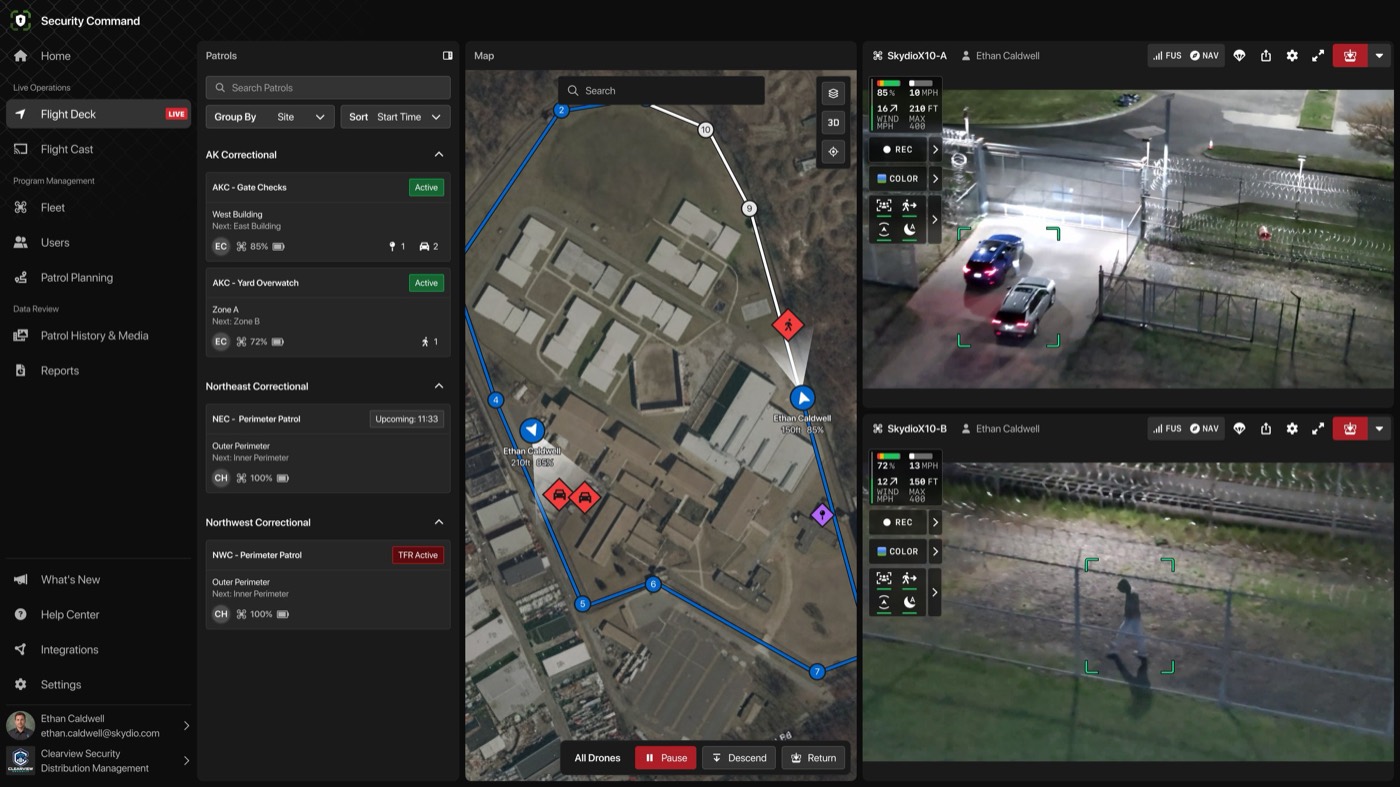 Security Command
Home
Live Operations
Flight Deck
LIVE
Flight Cast
Program Management
Fleet
Users
Patrol Planning
Data Review
Patrol History & Media
Reports
What's New
Help Center
Integrations
Settings
Ethan Caldwell
ethan.caldwell@skydio.com
Clearview Security
Distribution Management
Patrols
Search Patrols
Group By Site
Sort Start Time
AK Correctional
AKC - Gate Checks Active
West Building
Next: East Building
EC 85% 1 2
AKC - Yard Overwatch Active
Zone A
Next: Zone B
EC 72% 1
Northeast Correctional
NEC - Perimeter Patrol Upcoming: 11:33
Outer Perimeter
Next: Inner Perimeter
CH 100%
Northwest Correctional
NWC - Perimeter Patrol TFR Active
Outer Perimeter
Next: Inner Perimeter
CH 100%
Map
Search
3D
2
10
9
4
Ethan Caldwell
150ft 85%
Ethan Caldwell
210ft 85%
5
6
7
Rd
All Drones Pause Descend Return
SkydioX10-A Ethan Caldwell FUS NAV
85% 10 MPH
16 210 FT
WIND MAX
MPH 400
REC
COLOR
SkydioX10-B Ethan Caldwell FUS NAV
72% 13 MPH
12 150 FT
WIND MAX
MPH 400
REC
COLOR